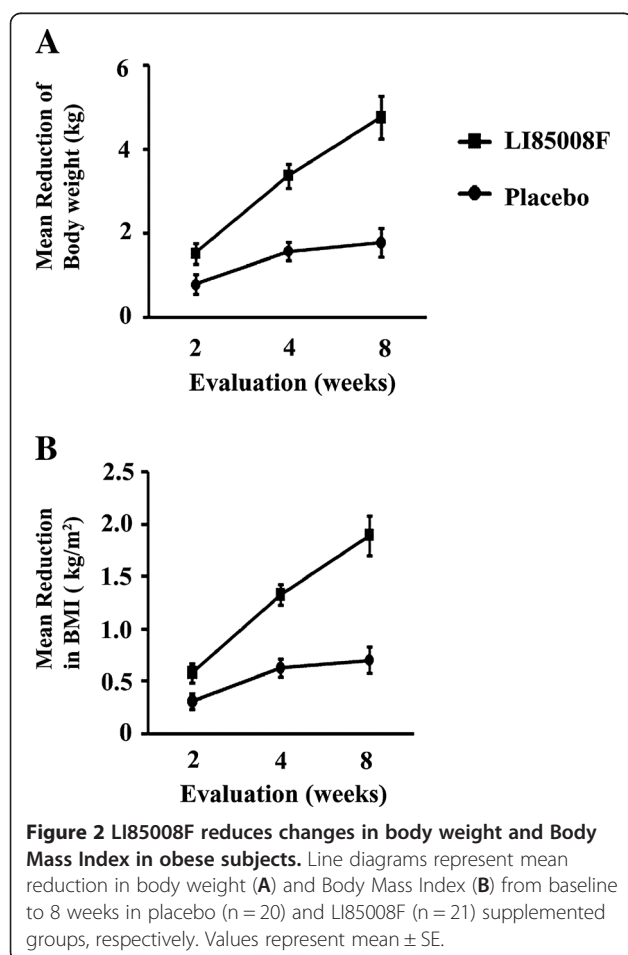 A
Mean Reduction of
Body weight (kg)
6
4
2
0
2 4 8
Evaluation (weeks)
LI85008F
Placebo
B
Mean Reduction
in BMI ( kg/m²)
2.5
2.0
1.5
1.0
0.5
0
2 4 8
Evaluation (weeks)
Figure 2 LI85008F reduces changes in body weight and Body
Mass Index in obese subjects. Line diagrams represent mean
reduction in body weight (A) and Body Mass Index (B) from baseline
to 8 weeks in placebo (n = 20) and LI85008F (n = 21) supplemented
groups, respectively. Values represent mean ± SE.